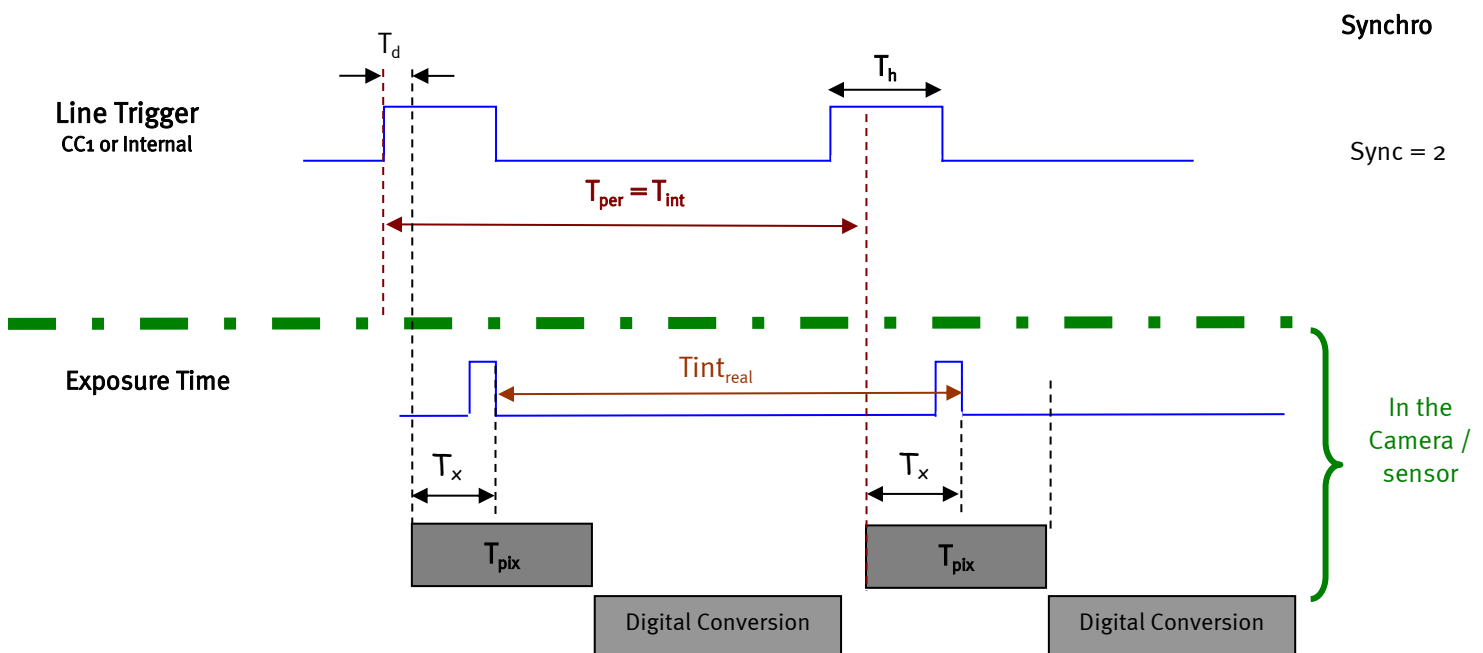 Synchro
Td
Th
Line Trigger
CC1 or Internal
Sync = 2
Tper = Tint
Exposure Time
Tintreal
In the
Camera /
sensor
Tx
Tx
Tpix
Tpix
Digital Conversion
Digital Conversion